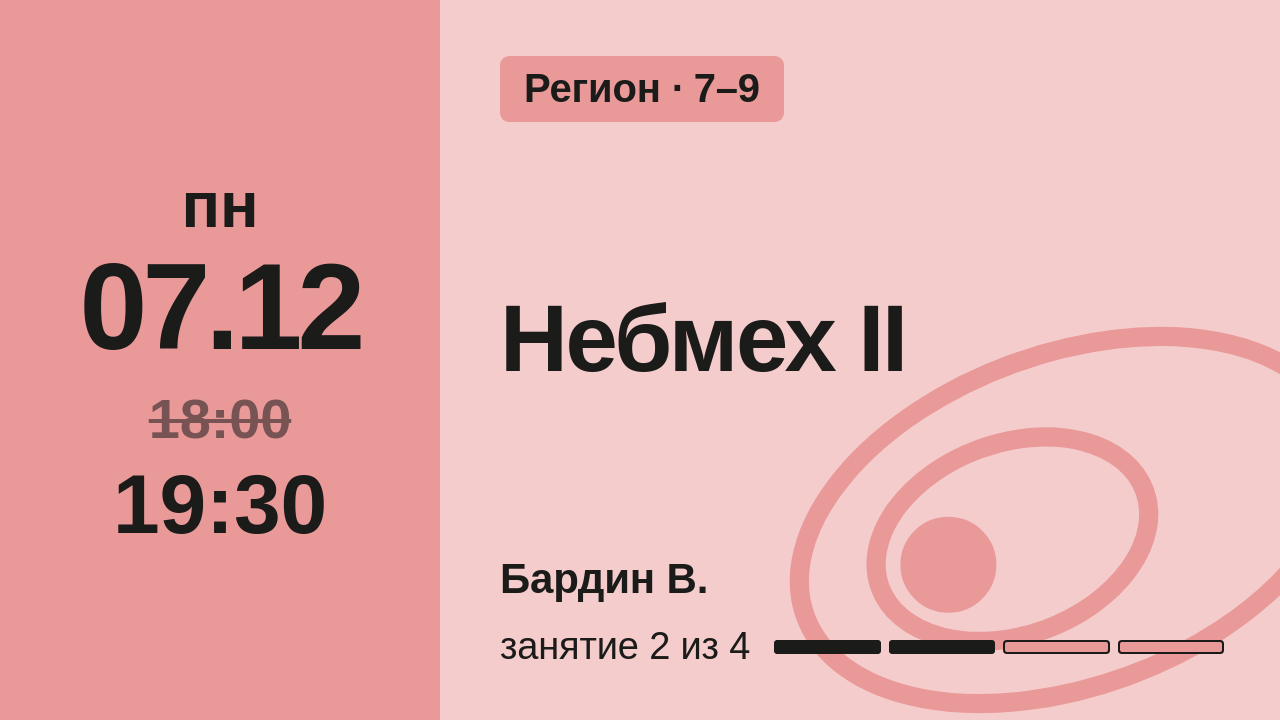 пн
07.12
18:00
19:30
Регион · 7–9
Небмех II
Бардин В.
занятие 2 из 4